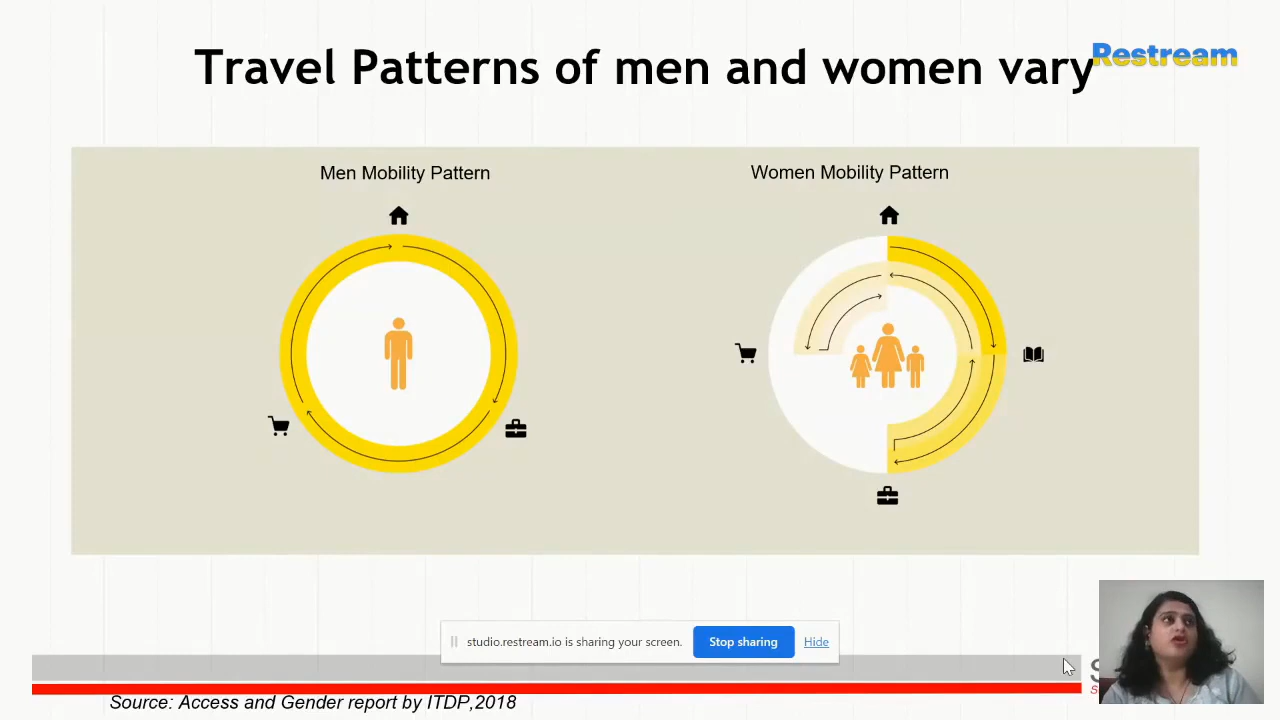 Travel Patterns of men and women vary
Restream
Men Mobility Pattern
Women Mobility Pattern
studio.restream.io is sharing your screen.
Stop sharing
Hide
Source: Access and Gender report by ITDP,2018